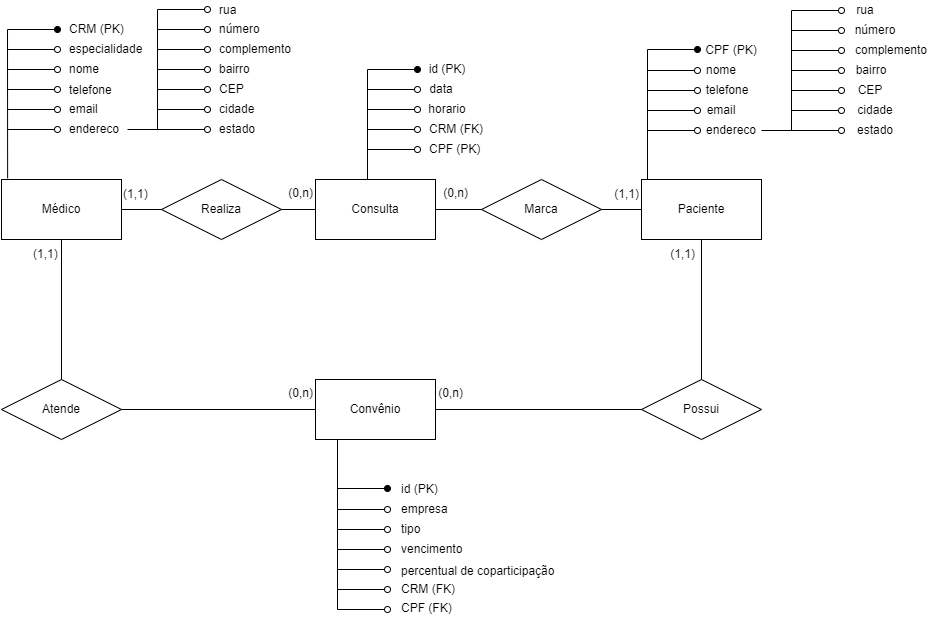 CRM (PK)
especialidade
nome
telefone
email
endereco
rua
número
complemento
bairro
CEP
cidade
estado
id (PK)
data
horario
CRM (FK)
CPF (PK)
CPF (PK)
nome
telefone
email
endereco
rua
número
complemento
bairro
CEP
cidade
estado
Médico
(1,1)
Realiza
(0,n)
Consulta
(0,n)
Marca
(1,1)
Paciente
(1,1)
(1,1)
Atende
(0,n)
Convênio
(0,n)
Possui
id (PK)
empresa
tipo
vencimento
percentual de coparticipação
CRM (FK)
CPF (FK)